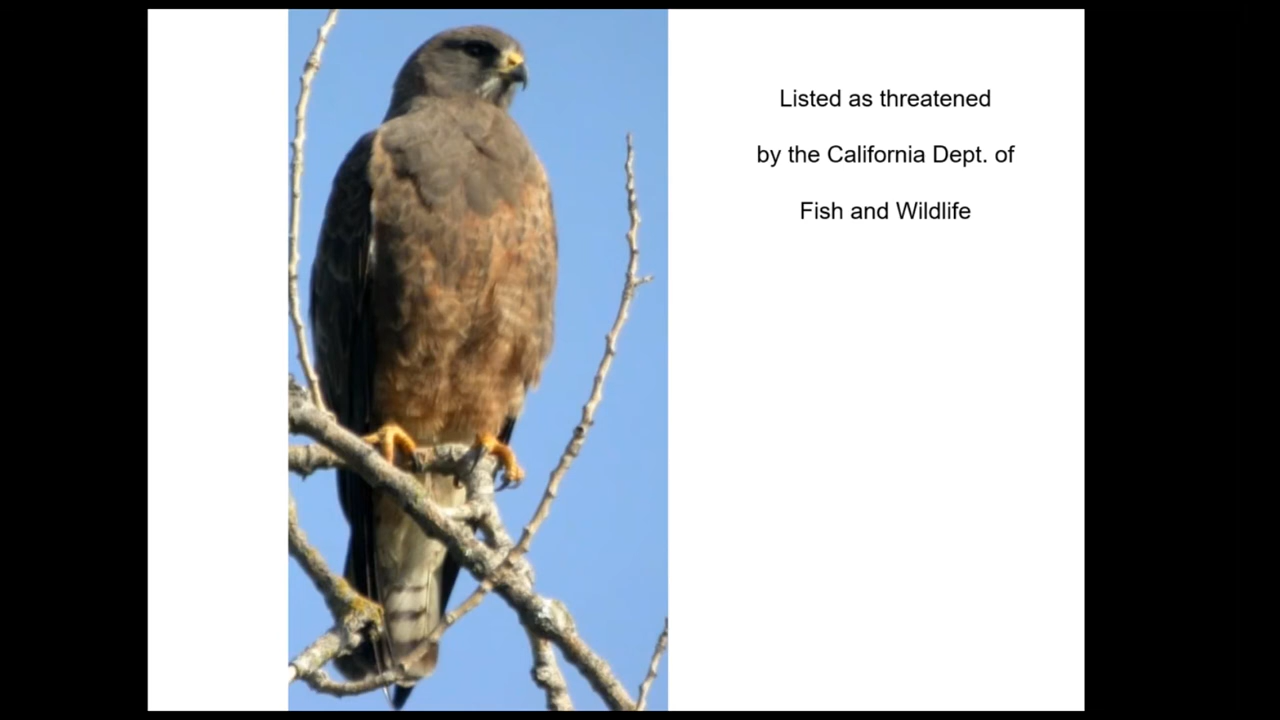 Listed as threatened
by the California Dept. of
Fish and Wildlife